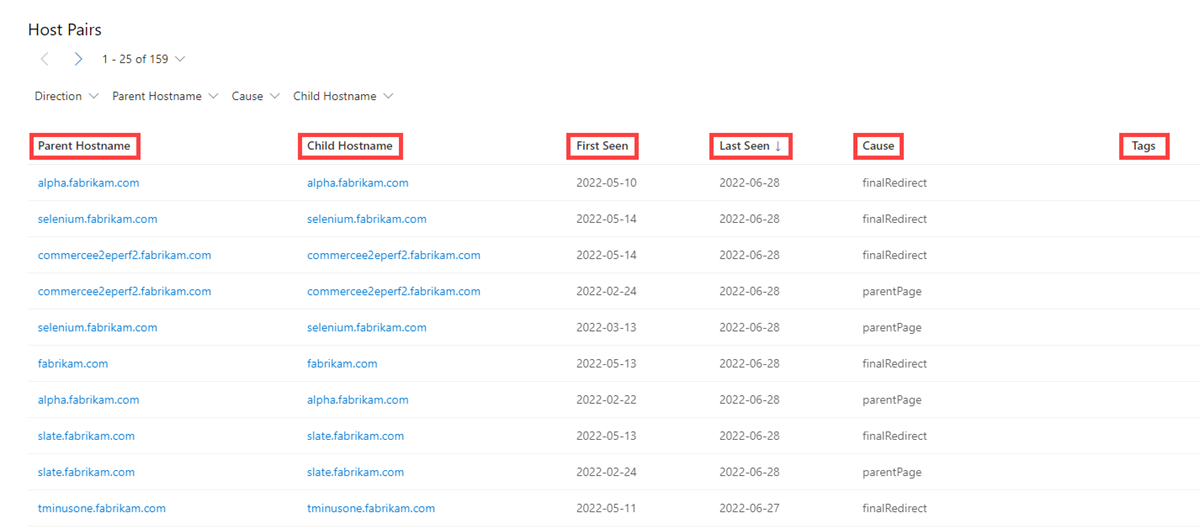 Host Pairs
1 - 25 of 159
Direction Parent Hostname Cause Child Hostname
Parent Hostname Child Hostname First Seen Last Seen ↓ Cause Tags
alpha.fabrikam.com alpha.fabrikam.com 2022-05-10 2022-06-28 finalRedirect
selenium.fabrikam.com selenium.fabrikam.com 2022-05-14 2022-06-28 finalRedirect
commercee2eperf2.fabrikam.com commercee2eperf2.fabrikam.com 2022-05-14 2022-06-28 finalRedirect
commercee2eperf2.fabrikam.com commercee2eperf2.fabrikam.com 2022-02-24 2022-06-28 parentPage
selenium.fabrikam.com selenium.fabrikam.com 2022-03-13 2022-06-28 parentPage
fabrikam.com fabrikam.com 2022-05-13 2022-06-28 finalRedirect
alpha.fabrikam.com alpha.fabrikam.com 2022-02-22 2022-06-28 parentPage
slate.fabrikam.com slate.fabrikam.com 2022-05-13 2022-06-28 finalRedirect
slate.fabrikam.com slate.fabrikam.com 2022-02-24 2022-06-28 parentPage
tminusone.fabrikam.com tminusone.fabrikam.com 2022-05-11 2022-06-27 finalRedirect